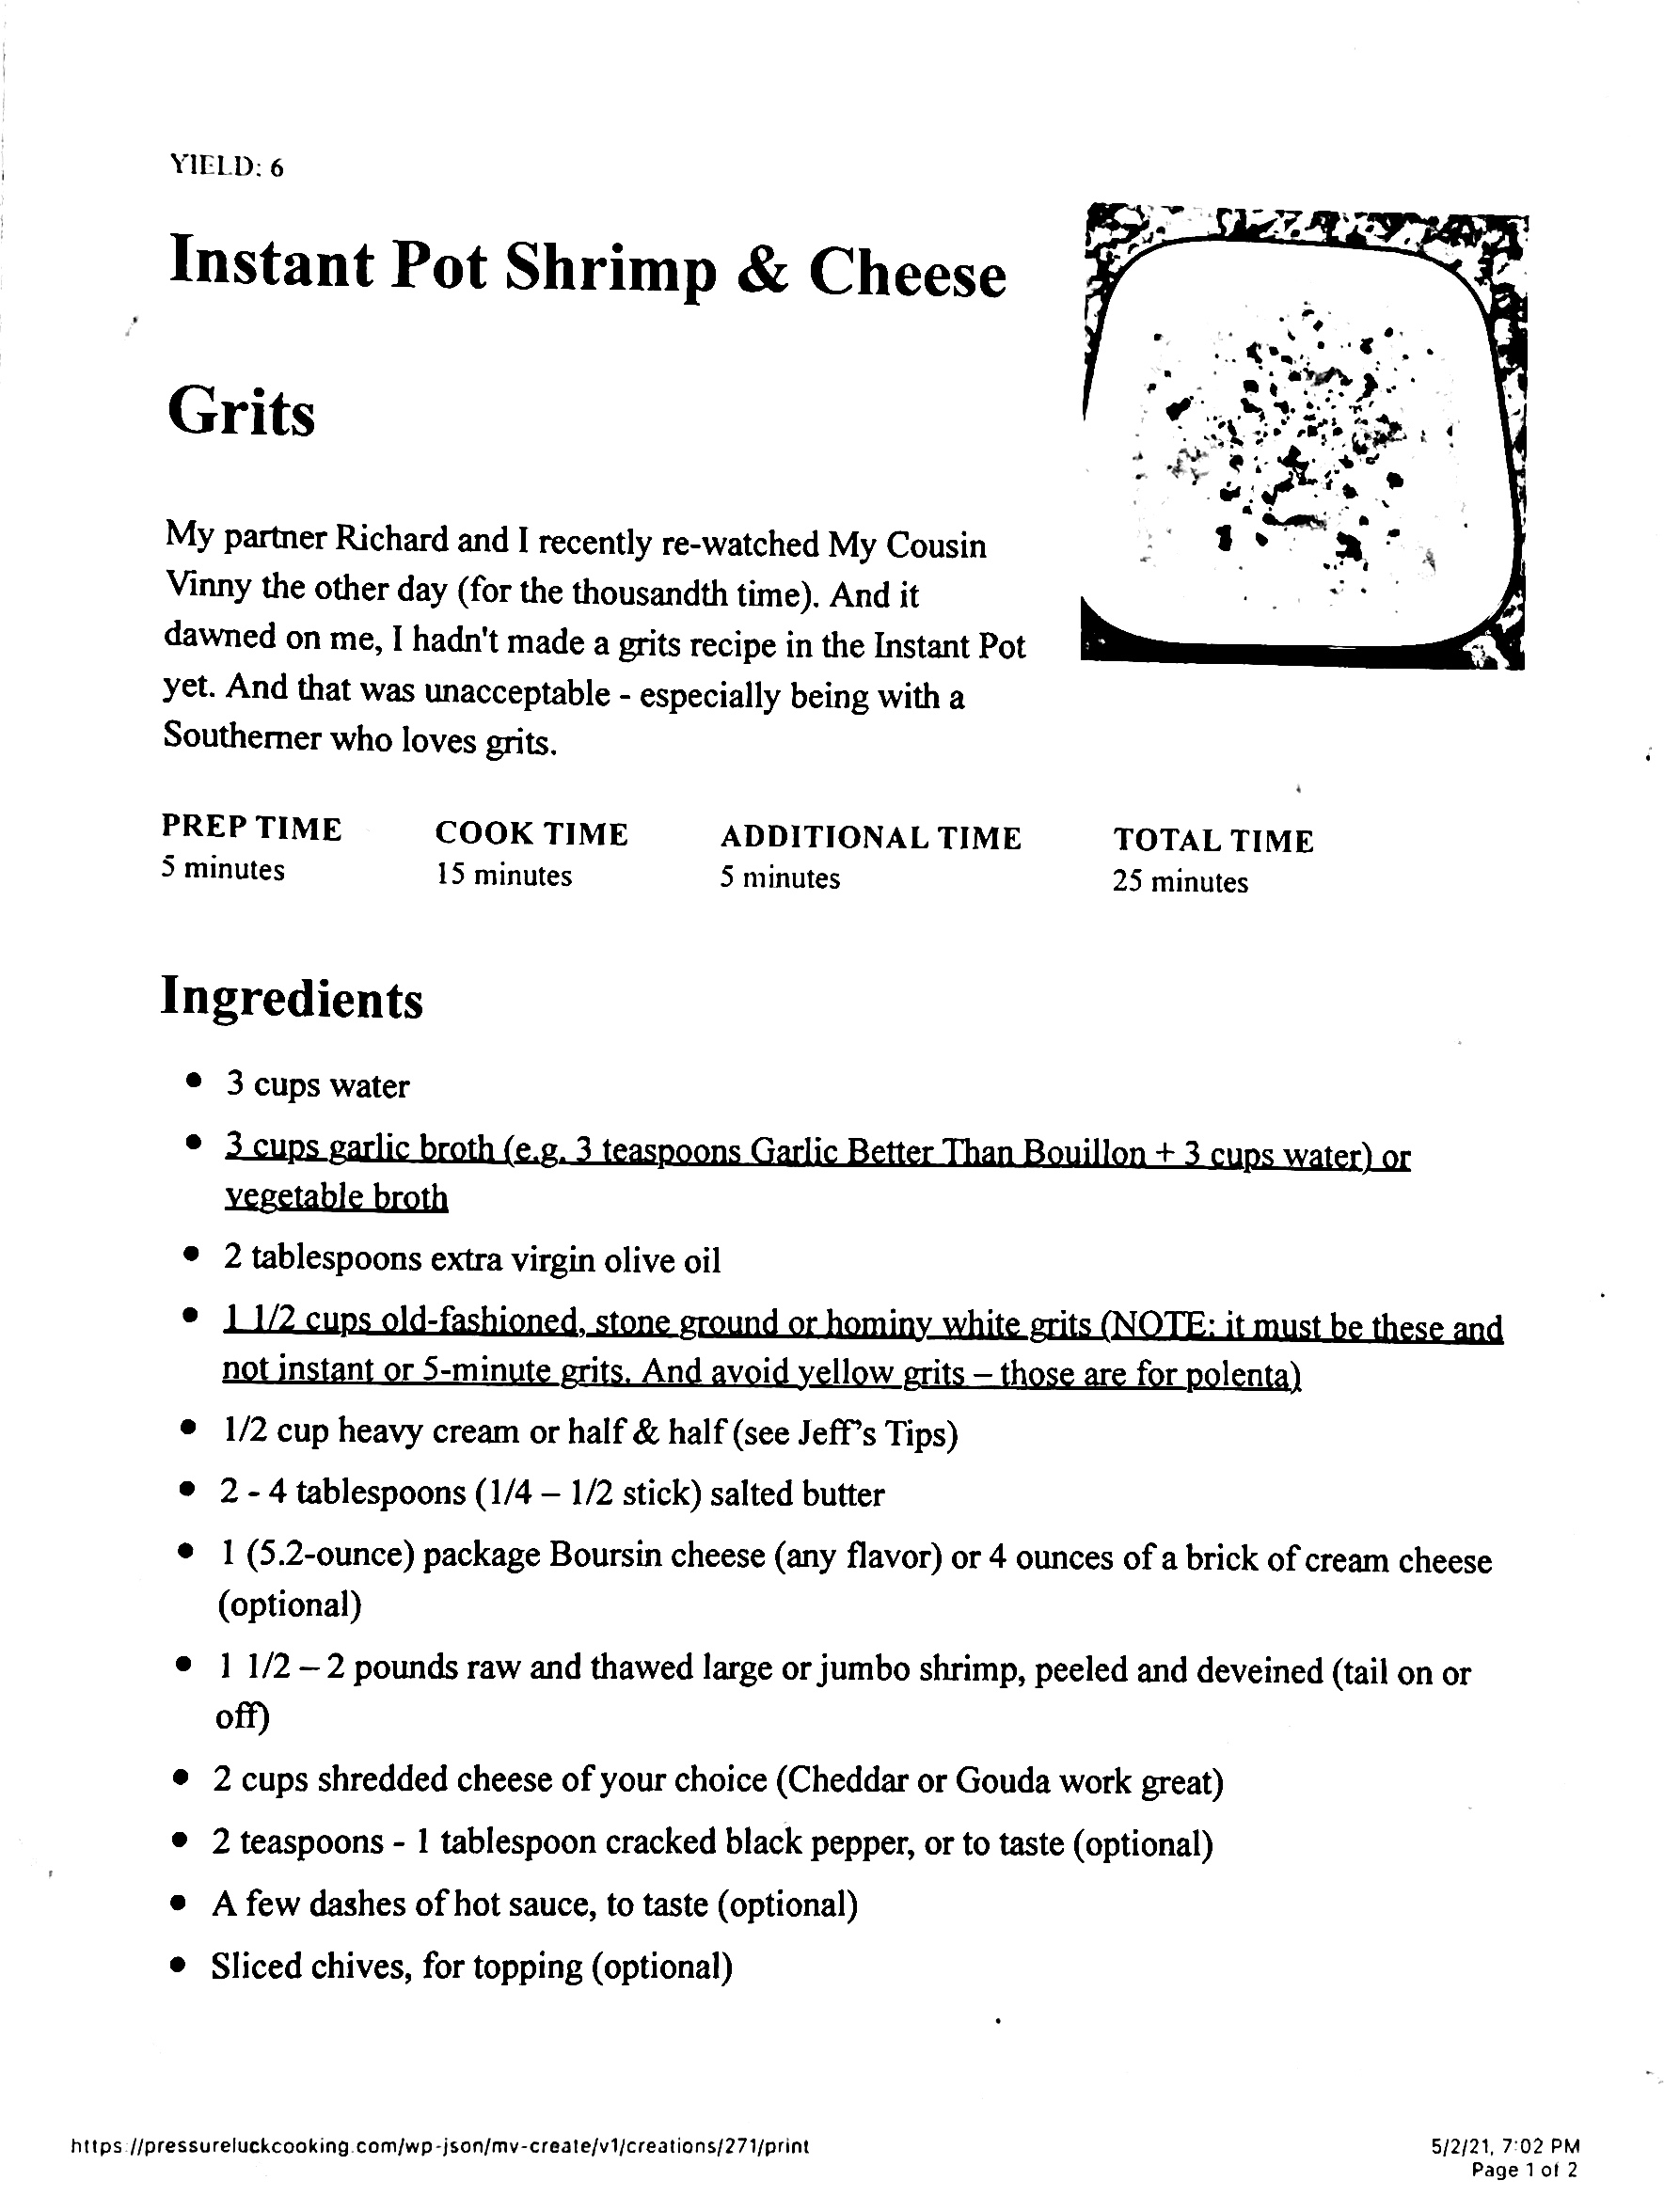 YIELD: 6
Instant Pot Shrimp & Cheese
Grits
My partner Richard and I recently re-watched My Cousin
Vinny the other day (for the thousandth time). And it
dawned on me, I hadn't made a grits recipe in the Instant Pot
yet. And that was unacceptable - especially being with a
Southerner who loves grits.
PREP TIME COOK TIME ADDITIONAL TIME TOTAL TIME
5 minutes 15 minutes 5 minutes 25 minutes
Ingredients
• 3 cups water
• 3 cups garlic broth (e.g. 3 teaspoons Garlic Better Than Bouillon + 3 cups water) or
vegetable broth
• 2 tablespoons extra virgin olive oil
• 1 1/2 cups old-fashioned, stone ground or hominy white grits (NOTE: it must be these and
not instant or 5-minute grits. And avoid yellow grits – those are for polenta)
• 1/2 cup heavy cream or half & half (see Jeff's Tips)
• 2 - 4 tablespoons (1/4 – 1/2 stick) salted butter
• 1 (5.2-ounce) package Boursin cheese (any flavor) or 4 ounces of a brick of cream cheese
(optional)
• 1 1/2 – 2 pounds raw and thawed large or jumbo shrimp, peeled and deveined (tail on or
off)
• 2 cups shredded cheese of your choice (Cheddar or Gouda work great)
• 2 teaspoons - 1 tablespoon cracked black pepper, or to taste (optional)
• A few dashes of hot sauce, to taste (optional)
• Sliced chives, for topping (optional)
https://pressureluckcooking.com/wp-json/mv-create/v1/creations/271/print
5/2/21, 7:02 PM
Page 1 of 2